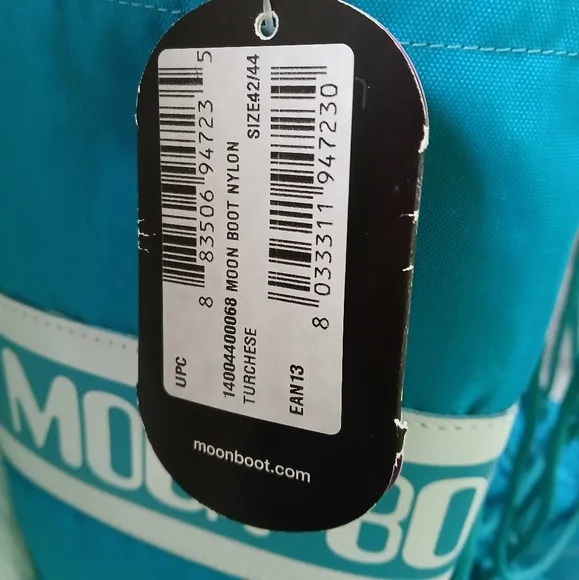 UPC
8 83506 94723 5
14004400068 MOON BOOT NYLON
TURCHESE
SIZE42/44
EAN13
8 033311 947230
moonboot.com
MOON BO